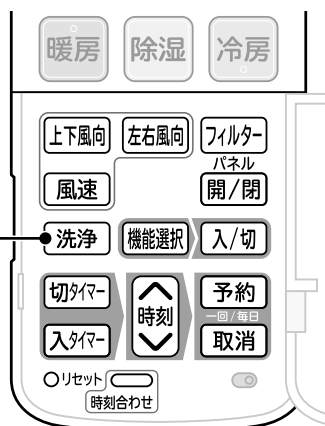 暖房 除湿 冷房
上下風向 左右風向 フィルター
パネル
風速 開/閉
洗浄 機能選択 入/切
切タイマー 予約
時刻
一回/毎日
入タイマー 取消
リセット
時刻合わせ